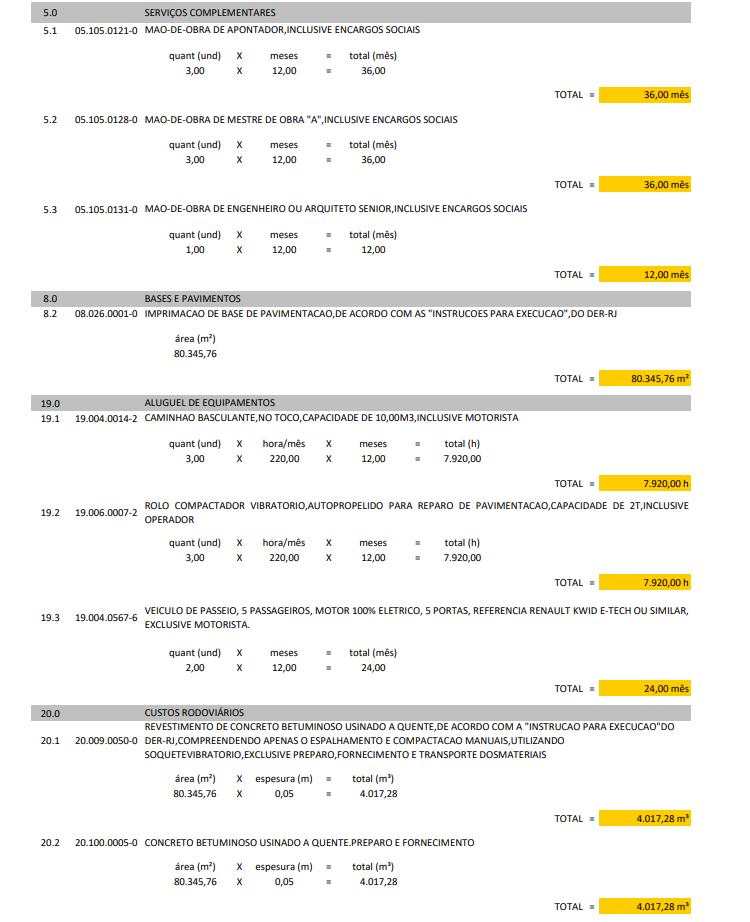 5.0 SERVIÇOS COMPLEMENTARES
5.1 05.105.0121-0 MAO-DE-OBRA DE APONTADOR,INCLUSIVE ENCARGOS SOCIAIS
quant (und) X meses = total (mês)
3,00 X 12,00 = 36,00
TOTAL = 36,00 mês
5.2 05.105.0128-0 MAO-DE-OBRA DE MESTRE DE OBRA "A",INCLUSIVE ENCARGOS SOCIAIS
quant (und) X meses = total (mês)
3,00 X 12,00 = 36,00
TOTAL = 36,00 mês
5.3 05.105.0131-0 MAO-DE-OBRA DE ENGENHEIRO OU ARQUITETO SENIOR,INCLUSIVE ENCARGOS SOCIAIS
quant (und) X meses = total (mês)
1,00 X 12,00 = 12,00
TOTAL = 12,00 mês
8.0 BASES E PAVIMENTOS
8.2 08.026.0001-0 IMPRIMACAO DE BASE DE PAVIMENTACAO,DE ACORDO COM AS "INSTRUCOES PARA EXECUCAO",DO DER-RJ
área (m²)
80.345,76
TOTAL = 80.345,76 m²
19.0 ALUGUEL DE EQUIPAMENTOS
19.1 19.004.0014-2 CAMINHAO BASCULANTE,NO TOCO,CAPACIDADE DE 10,00M3,INCLUSIVE MOTORISTA
quant (und) X hora/mês X meses = total (h)
3,00 X 220,00 X 12,00 = 7.920,00
TOTAL = 7.920,00 h
19.2 19.006.0007-2 ROLO COMPACTADOR VIBRATORIO,AUTOPROPELIDO PARA REPARO DE PAVIMENTACAO,CAPACIDADE DE 2T,INCLUSIVE
OPERADOR
quant (und) X hora/mês X meses = total (h)
3,00 X 220,00 X 12,00 = 7.920,00
TOTAL = 7.920,00 h
19.3 19.004.0567-6 VEICULO DE PASSEIO, 5 PASSAGEIROS, MOTOR 100% ELETRICO, 5 PORTAS, REFERENCIA RENAULT KWID E-TECH OU SIMILAR,
EXCLUSIVE MOTORISTA.
quant (und) X meses = total (mês)
2,00 X 12,00 = 24,00
TOTAL = 24,00 mês
20.0 CUSTOS RODOVIÁRIOS
REVESTIMENTO DE CONCRETO BETUMINOSO USINADO A QUENTE,DE ACORDO COM A "INSTRUCAO PARA EXECUCAO"DO
20.1 20.009.0050-0 DER-RJ,COMPREENDENDO APENAS O ESPALHAMENTO E COMPACTACAO MANUAIS,UTILIZANDO
SOQUETEVIBRATORIO,EXCLUSIVE PREPARO,FORNECIMENTO E TRANSPORTE DOSMATERIAIS
área (m²) X espesura (m) = total (m³)
80.345,76 X 0,05 = 4.017,28
TOTAL = 4.017,28 m³
20.2 20.100.0005-0 CONCRETO BETUMINOSO USINADO A QUENTE.PREPARO E FORNECIMENTO
área (m²) X espesura (m) = total (m³)
80.345,76 X 0,05 = 4.017,28
TOTAL = 4.017,28 m³